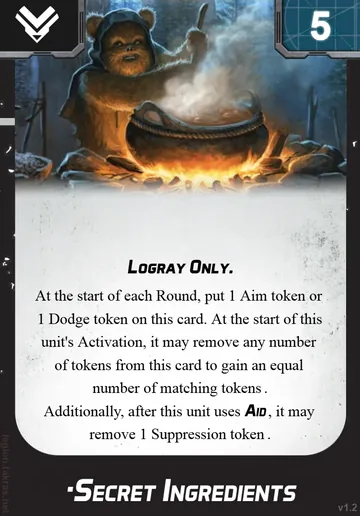 5
Logray Only.
At the start of each Round, put 1 Aim token or
1 Dodge token on this card. At the start of this
unit's Activation, it may remove any number
of tokens from this card to gain an equal
number of matching tokens .
Additionally, after this unit uses Aid, it may
remove 1 Suppression token .
•Secret Ingredients
v1.2